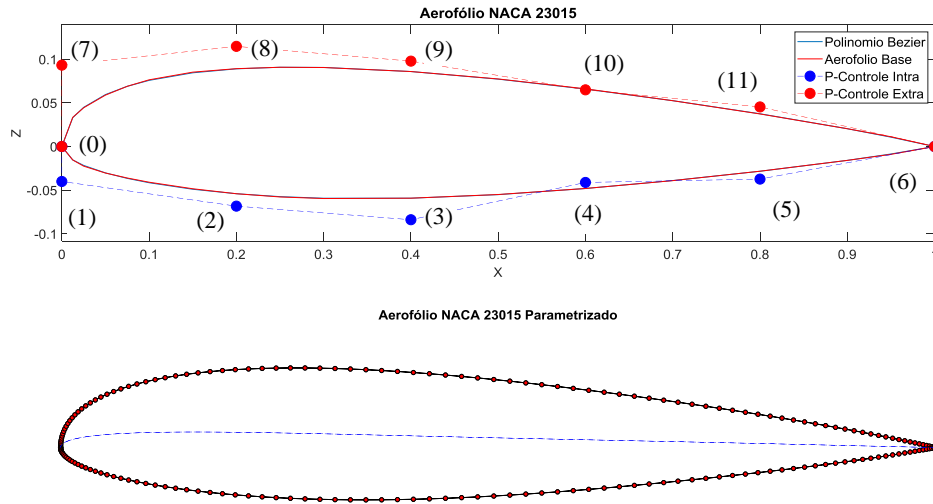 Aerofólio NACA 23015
Polinomio Bezier
Aerofolio Base
P-Controle Intra
P-Controle Extra
(7)
(8)
(9)
(10)
(11)
(0)
(6)
(1)
(2)
(3)
(4)
(5)
0.1
0.05
0
-0.05
-0.1
Z
0 0.1 0.2 0.3 0.4 0.5 0.6 0.7 0.8 0.9
X
Aerofólio NACA 23015 Parametrizado